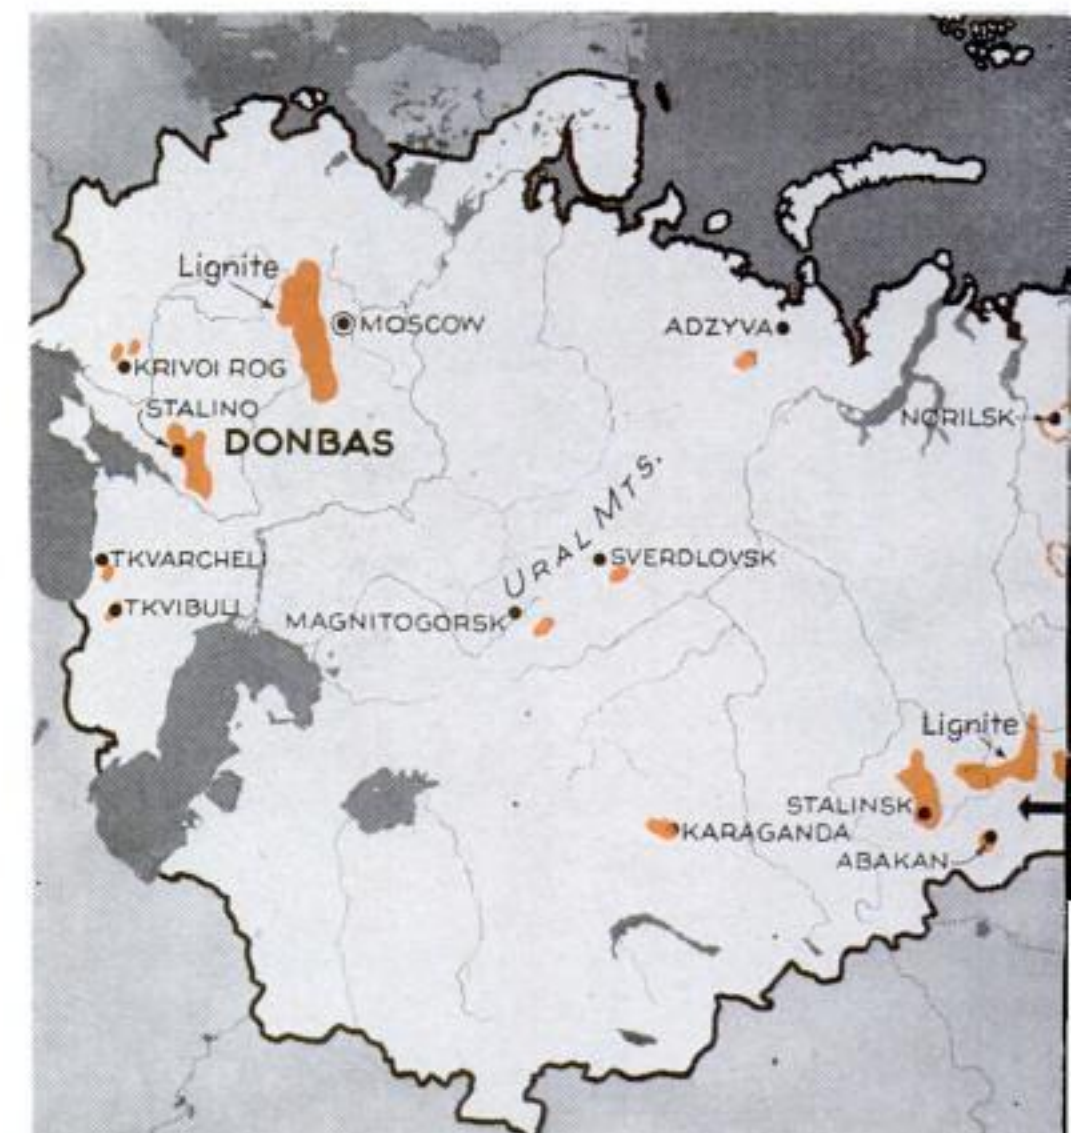 Lignite
MOSCOW
ADZYVA
KRIVOI ROG
STALINO
DONBAS
NORILSK
URAL MTS.
TKVARCHELI
SVERDLOVSK
TKVIBULI
MAGNITOGORSK
Lignite
STALINSK
KARAGANDA
ABAKAN